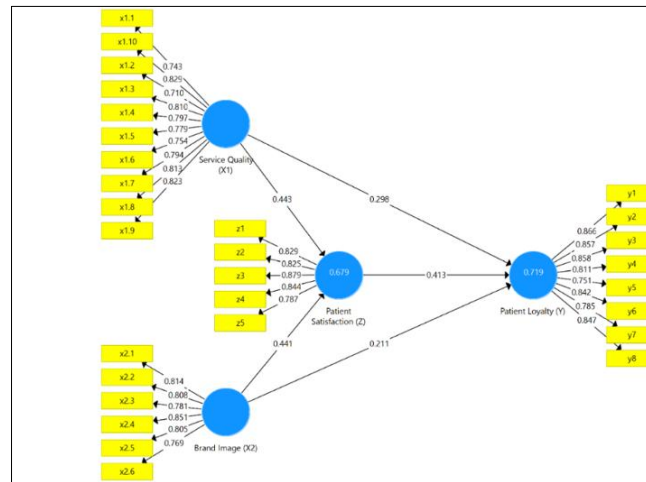 x1.1
x1.10
x1.2
x1.3
x1.4
x1.5
x1.6
x1.7
x1.8
x1.9
0.743
0.829
0.710
0.810
0.797
0.779
0.754
0.794
0.813
0.823
Service Quality
(X1)
0.443
0.298
z1
z2
z3
z4
z5
0.829
0.825
0.879
0.844
0.787
0.679
Patient
Satisfaction (Z)
0.413
0.719
Patient Loyalty (Y)
0.866
0.857
0.858
0.811
0.751
0.842
0.785
0.847
y1
y2
y3
y4
y5
y6
y7
y8
0.441
0.211
x2.1
x2.2
x2.3
x2.4
x2.5
x2.6
0.814
0.808
0.781
0.851
0.805
0.769
Brand Image (X2)